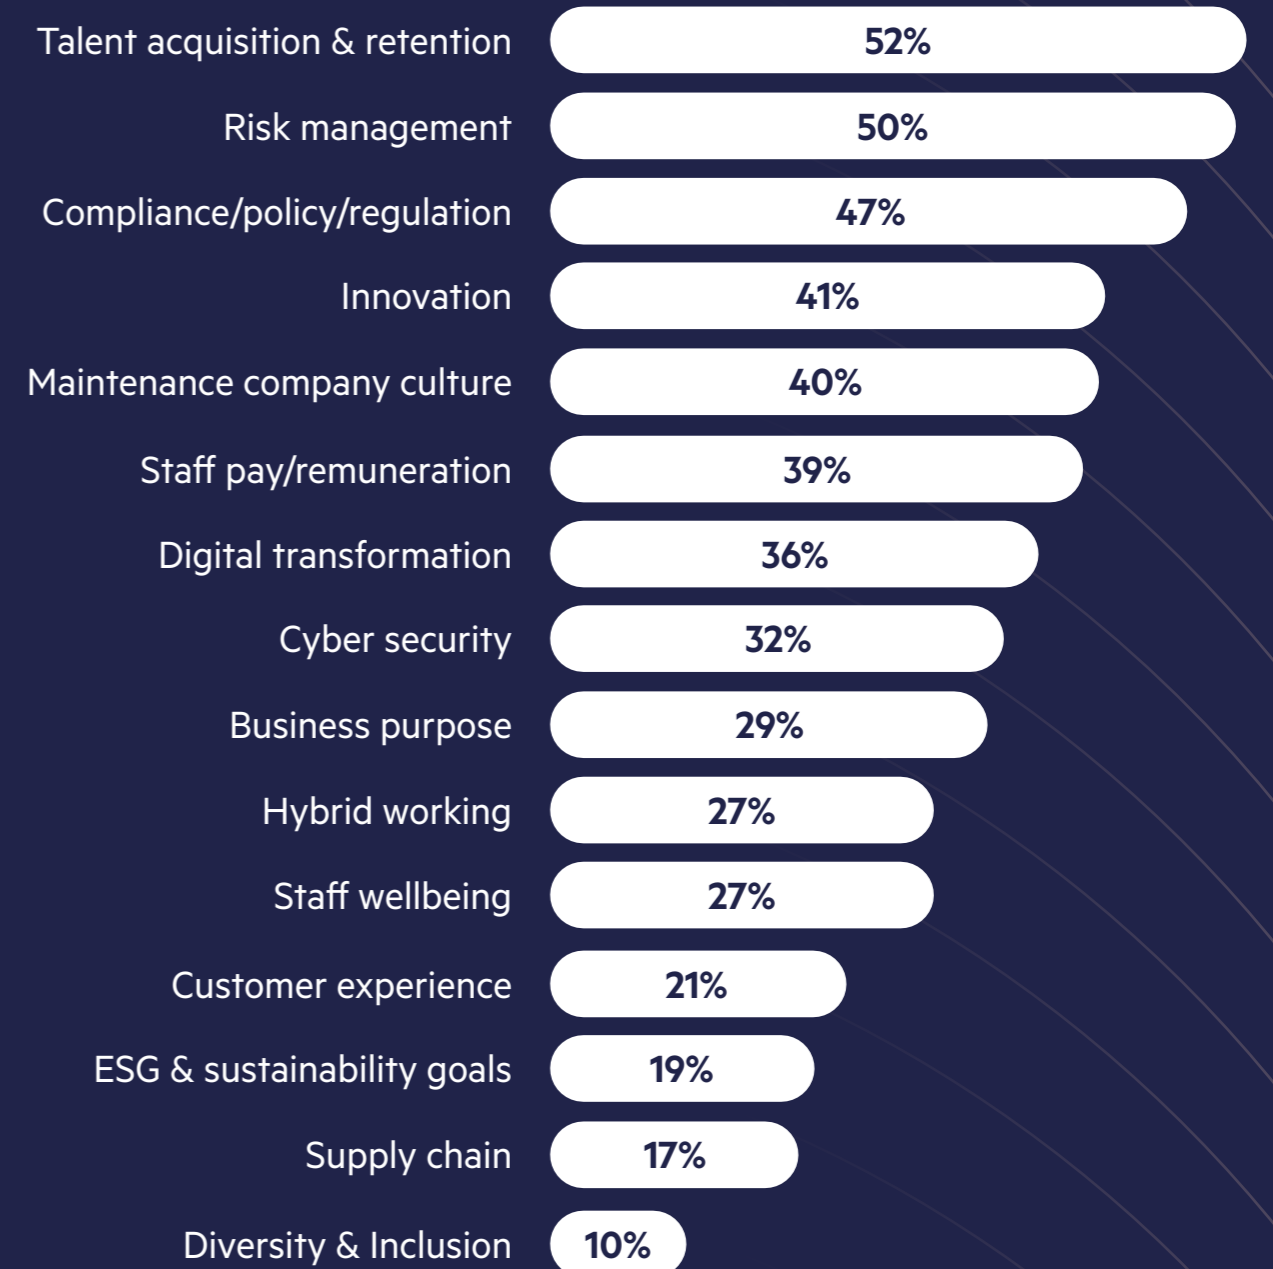 Talent acquisition & retention 52%
Risk management 50%
Compliance/policy/regulation 47%
Innovation 41%
Maintenance company culture 40%
Staff pay/remuneration 39%
Digital transformation 36%
Cyber security 32%
Business purpose 29%
Hybrid working 27%
Staff wellbeing 27%
Customer experience 21%
ESG & sustainability goals 19%
Supply chain 17%
Diversity & Inclusion 10%